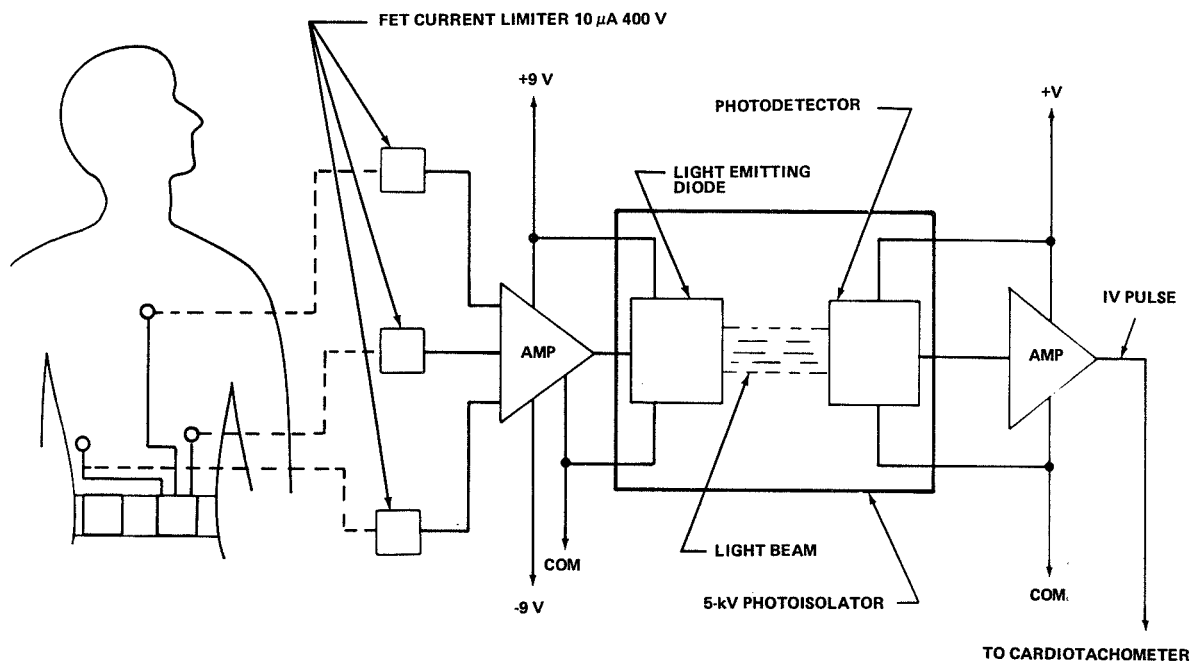 FET CURRENT LIMITER 10 μA 400 V
+9 V
PHOTODETECTOR
+V
LIGHT EMITTING
DIODE
IV PULSE
AMP
AMP
LIGHT BEAM
COM
-9 V
5-kV PHOTOISOLATOR
COM.
TO CARDIOTACHOMETER